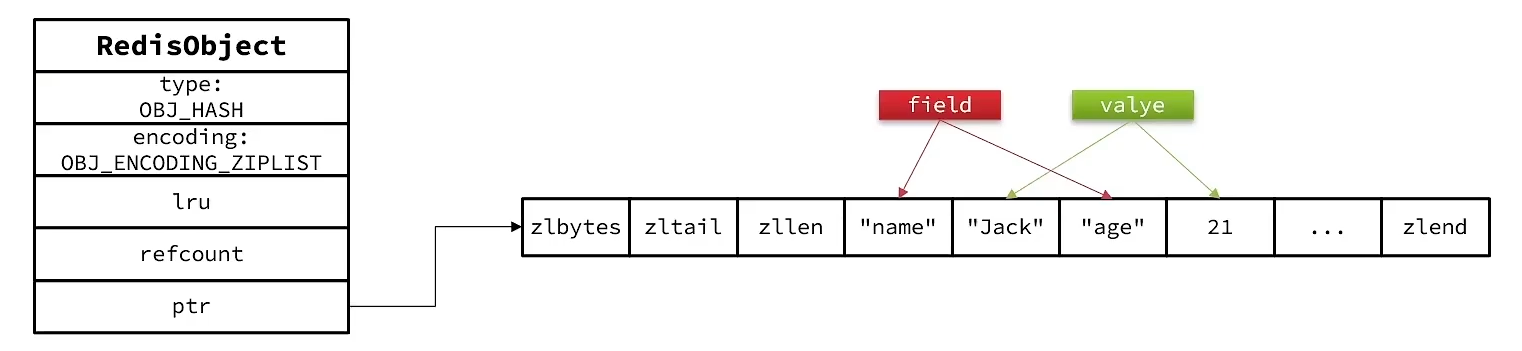 RedisObject
type:
OBJ_HASH
encoding:
OBJ_ENCODING_ZIPLIST
lru
refcount
ptr
field
valye
zlbytes
zltail
zllen
"name"
"Jack"
"age"
21
...
zlend